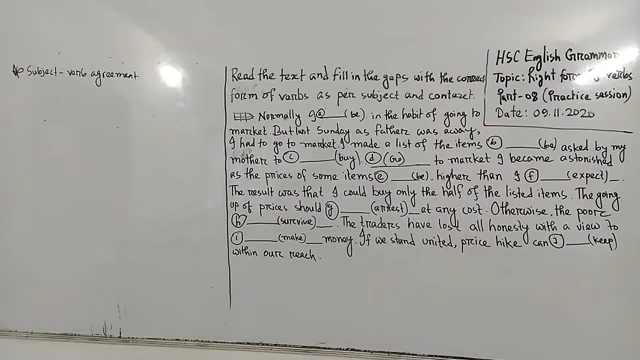 * Subject-verb agreement
HSC English Grammar
Topic: Right form of verbs
Part-08 (Practice session)
Date: 09.11.2020
Read the text and fill in the gaps with the correct
form of verbs as per subject and context.
Normally I (a) ___ (be) in the habit of going to
market. But last Sunday as father was away,
I had to go to market. I made a list of the items (b) ___ (be) asked by my
mother to (c) ___ (buy). (d) (Go) ___ to market I became astonished
as the prices of some items (e) ___ (be) higher than I (f) ___ (expect) _.
The result was that I could buy only the half of the listed items. The going
up of prices should (g) ___ (arrest) _ at any cost. Otherwise, the poor
(h) ___ (survive) _. The traders have lost all honesty with a view to
(i) ___ (make) ___ money. If we stand united, price hike can (j) ___ (keep)
within our reach.